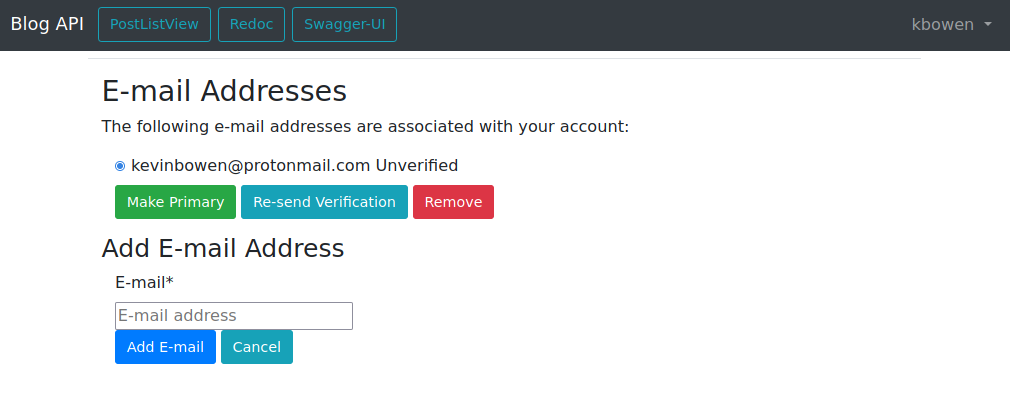 Blog API PostListView Redoc Swagger-UI kbowen
E-mail Addresses
The following e-mail addresses are associated with your account:
kevinbowen@protonmail.com Unverified
Make Primary Re-send Verification Remove
Add E-mail Address
E-mail*
E-mail address
Add E-mail Cancel